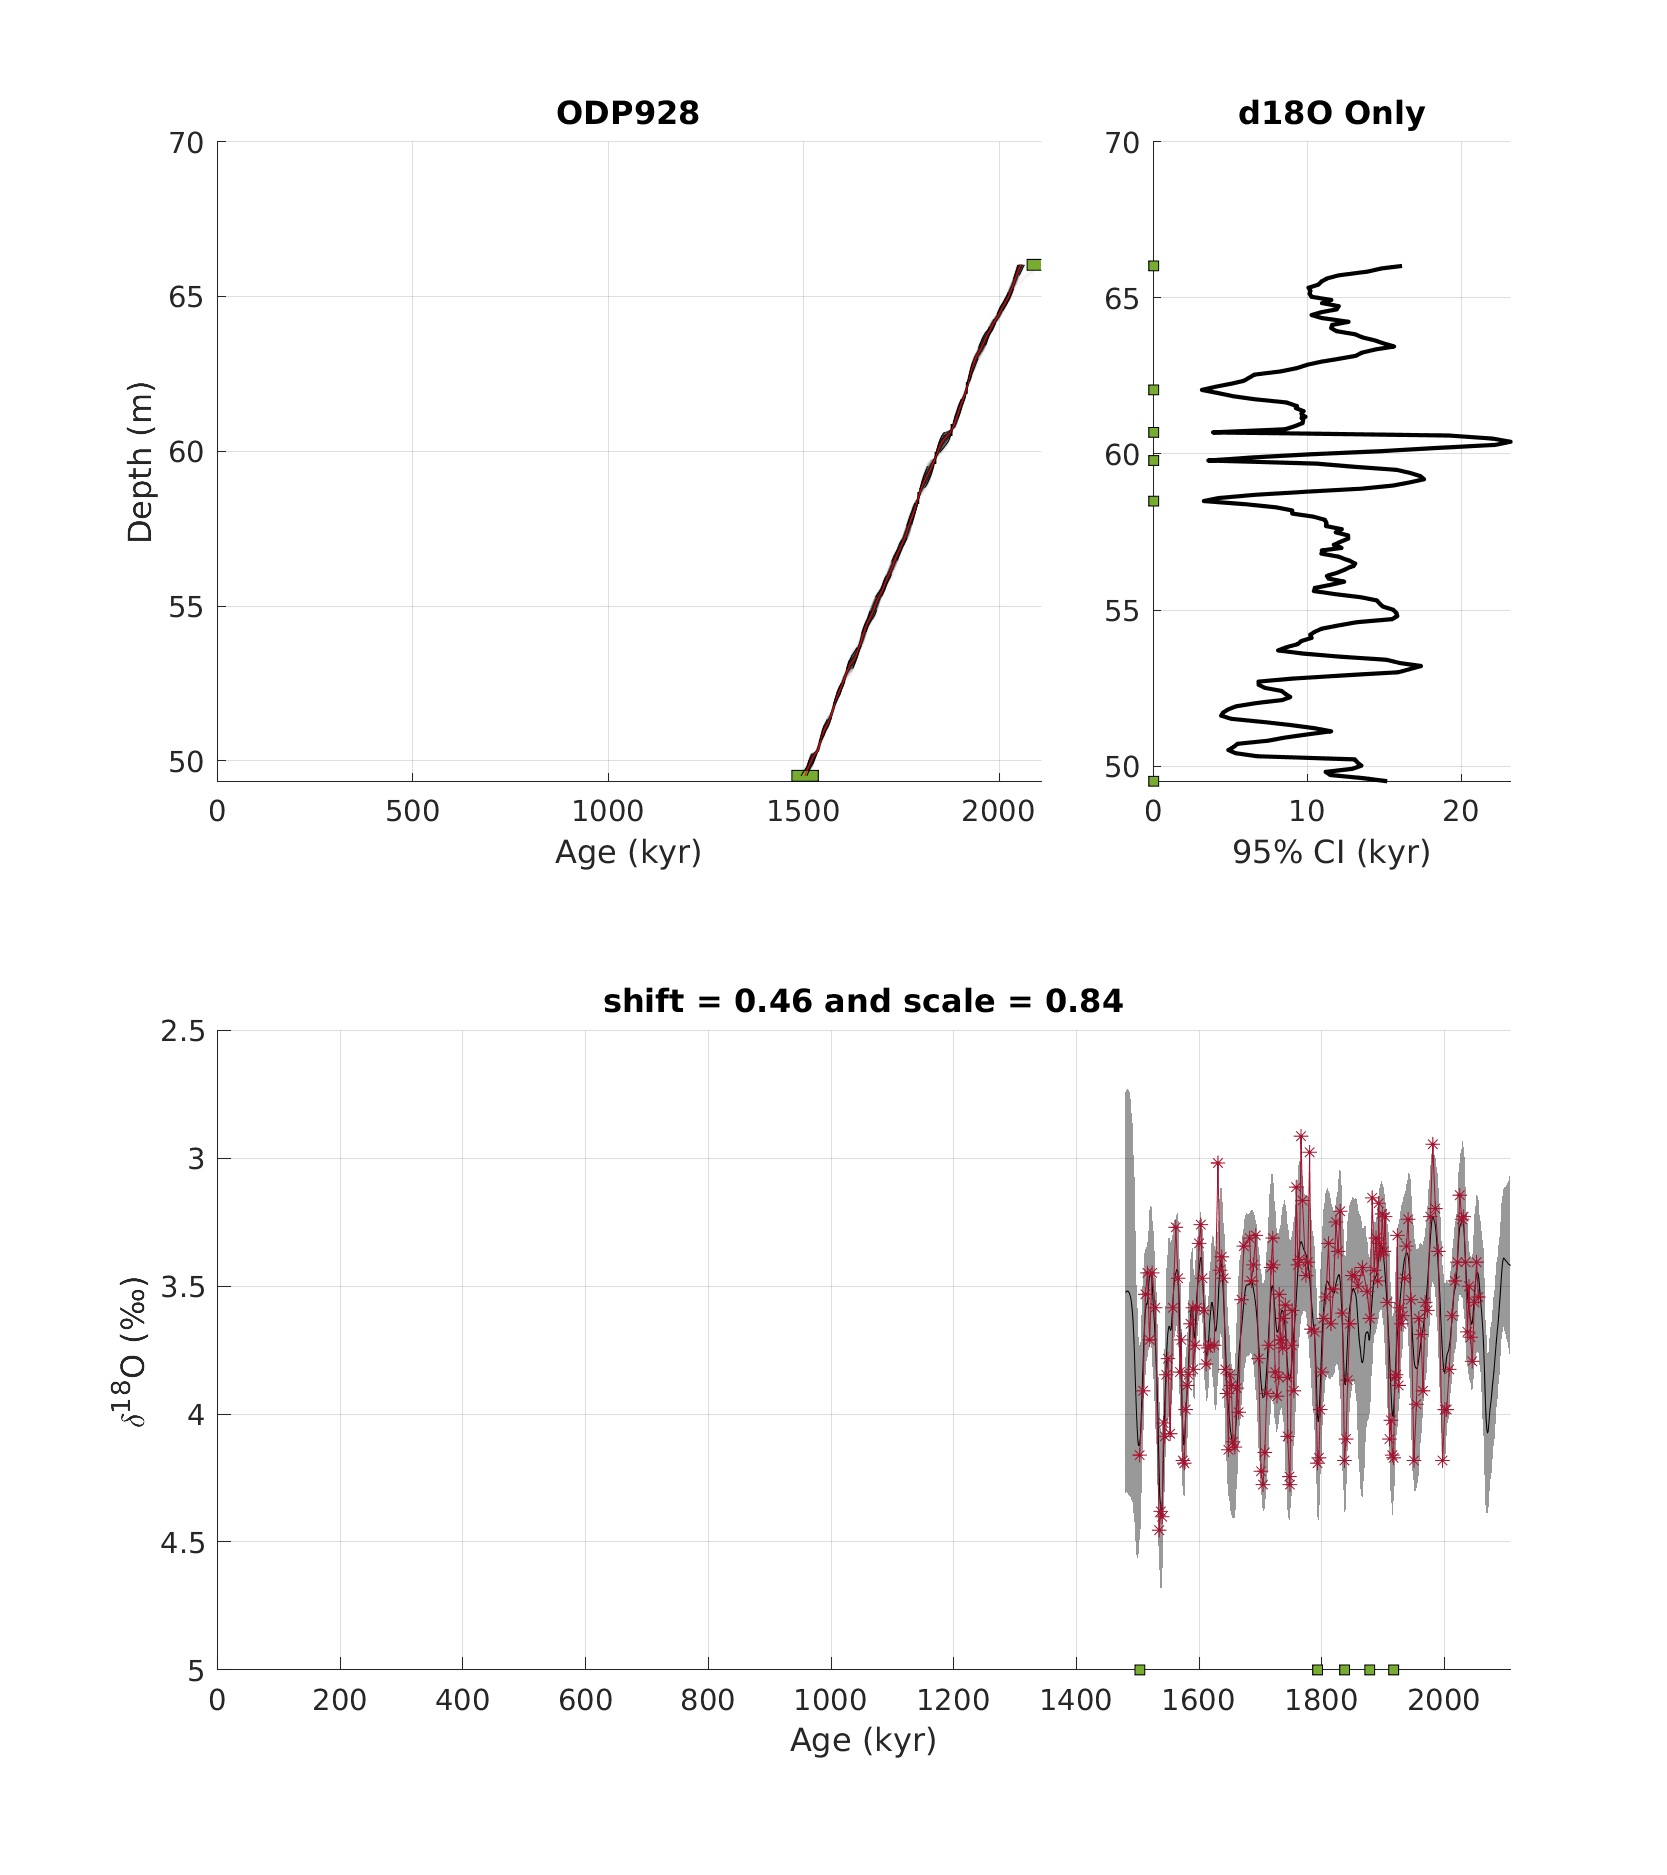 ODP928
d18O Only
70
65
60
55
50
Depth (m)
0 500 1000 1500 2000
Age (kyr)
70
65
60
55
50
0 10 20
95% CI (kyr)
shift = 0.46 and scale = 0.84
2.5
3
3.5
4
4.5
5
δ18O (‰)
0 200 400 600 800 1000 1200 1400 1600 1800 2000
Age (kyr)